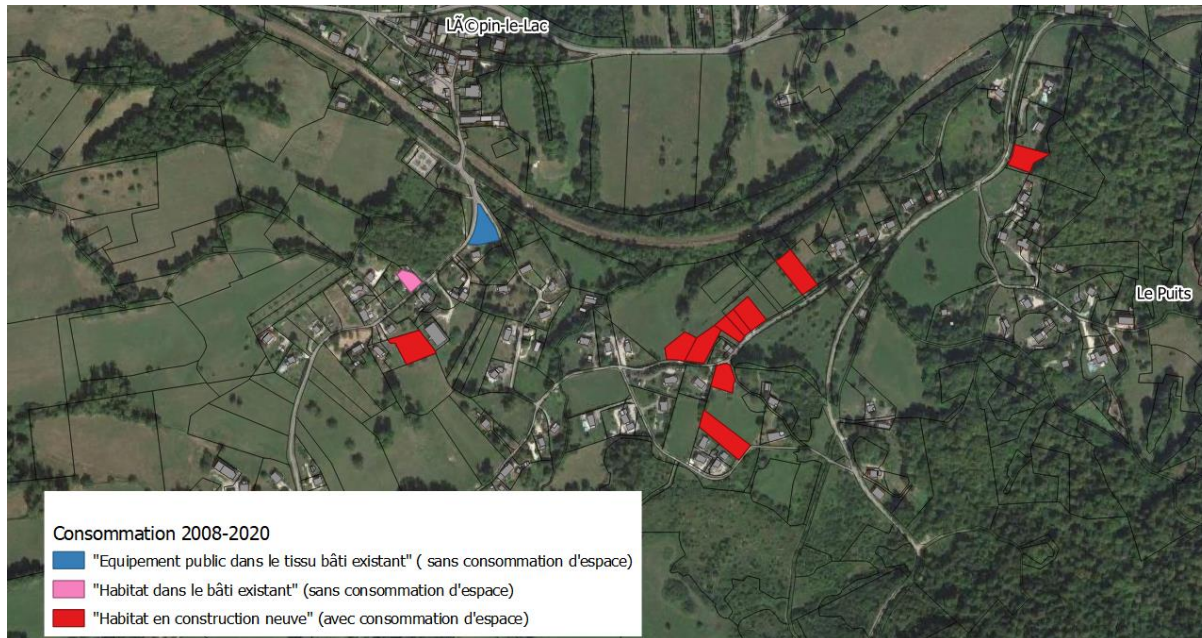 LÃ©pin-le-Lac
Le Puits
Consommation 2008-2020
"Equipement public dans le tissu bâti existant" ( sans consommation d'espace)
"Habitat dans le bâti existant" (sans consommation d'espace)
"Habitat en construction neuve" (avec consommation d'espace)